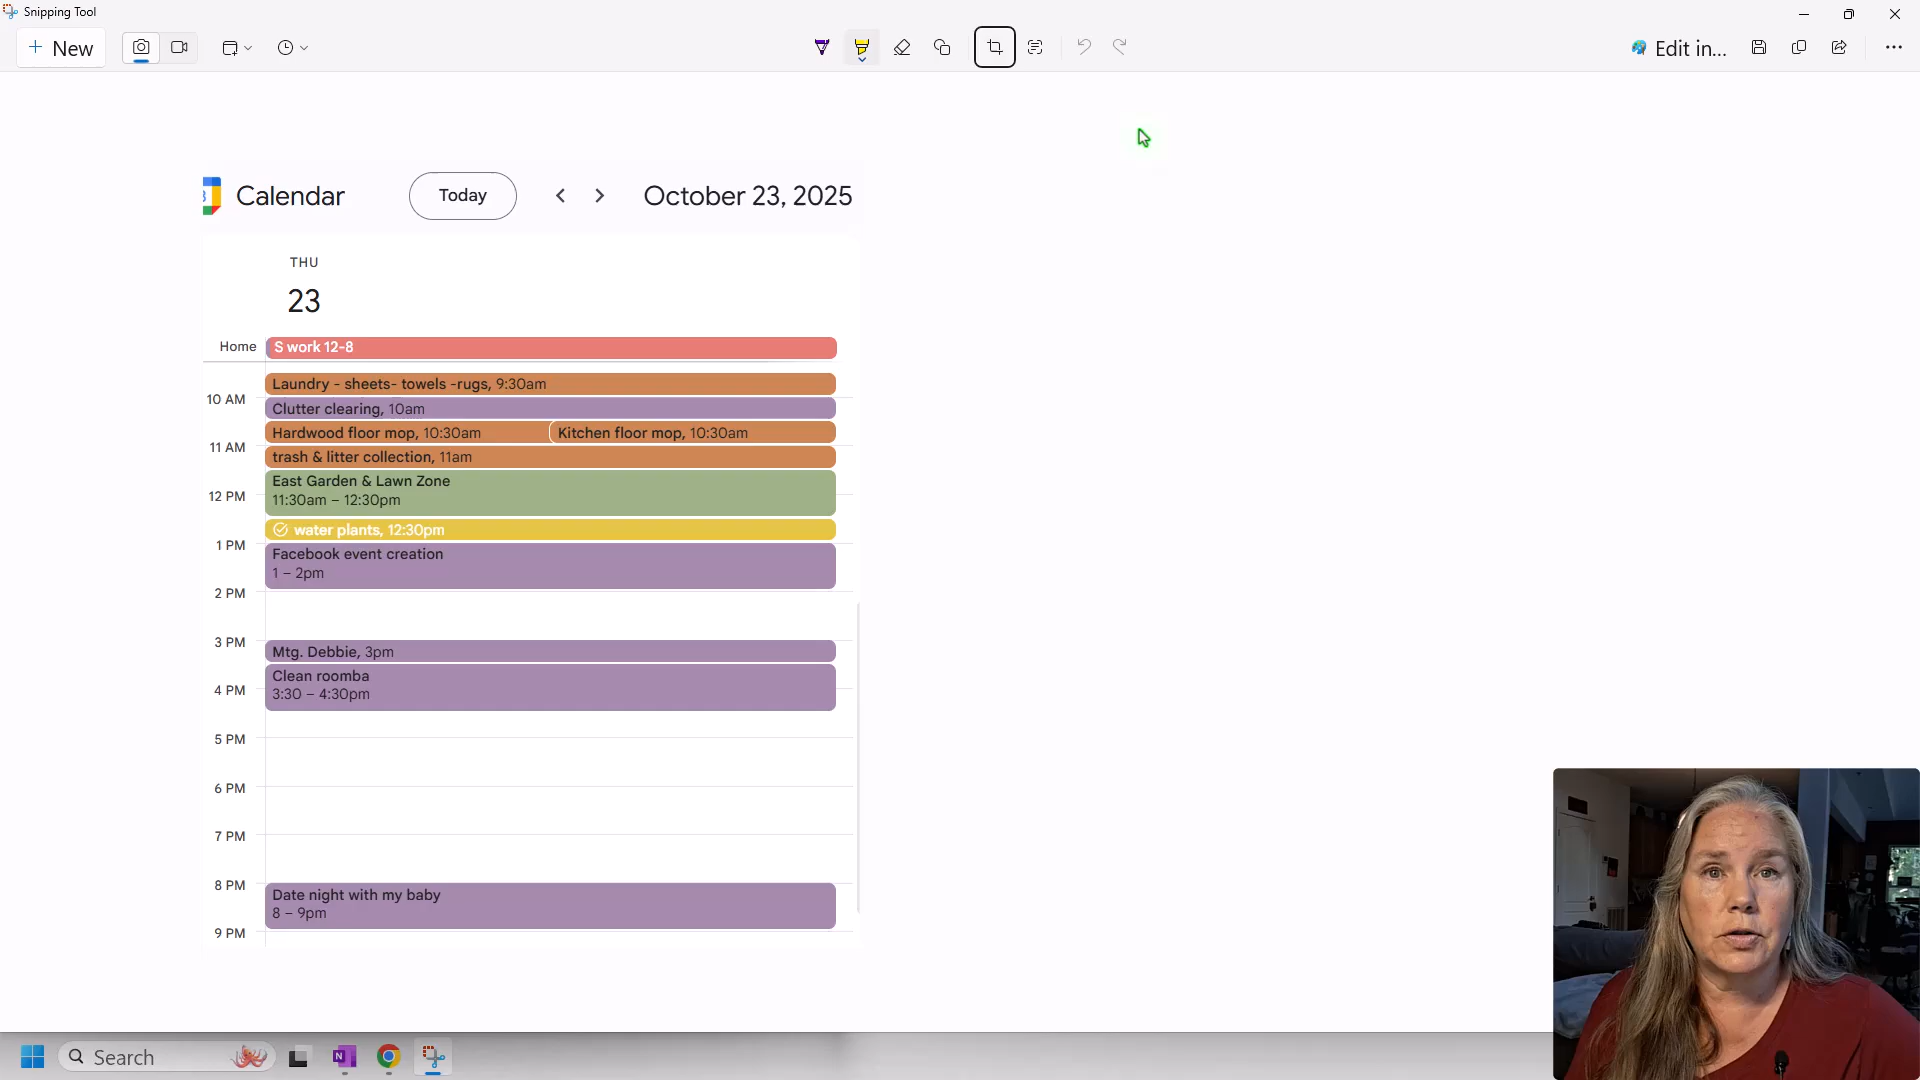 Snipping Tool
New
Edit in...
Calendar
Today
October 23, 2025
THU
23
Home
S work 12-8
Laundry - sheets- towels -rugs, 9:30am
10 AM
Clutter clearing, 10am
Hardwood floor mop, 10:30am
Kitchen floor mop, 10:30am
11 AM
trash & litter collection, 11am
East Garden & Lawn Zone
11:30am – 12:30pm
12 PM
water plants, 12:30pm
1 PM
Facebook event creation
1 – 2pm
2 PM
3 PM
Mtg. Debbie, 3pm
Clean roomba
3:30 – 4:30pm
4 PM
5 PM
6 PM
7 PM
8 PM
Date night with my baby
8 – 9pm
9 PM
Search